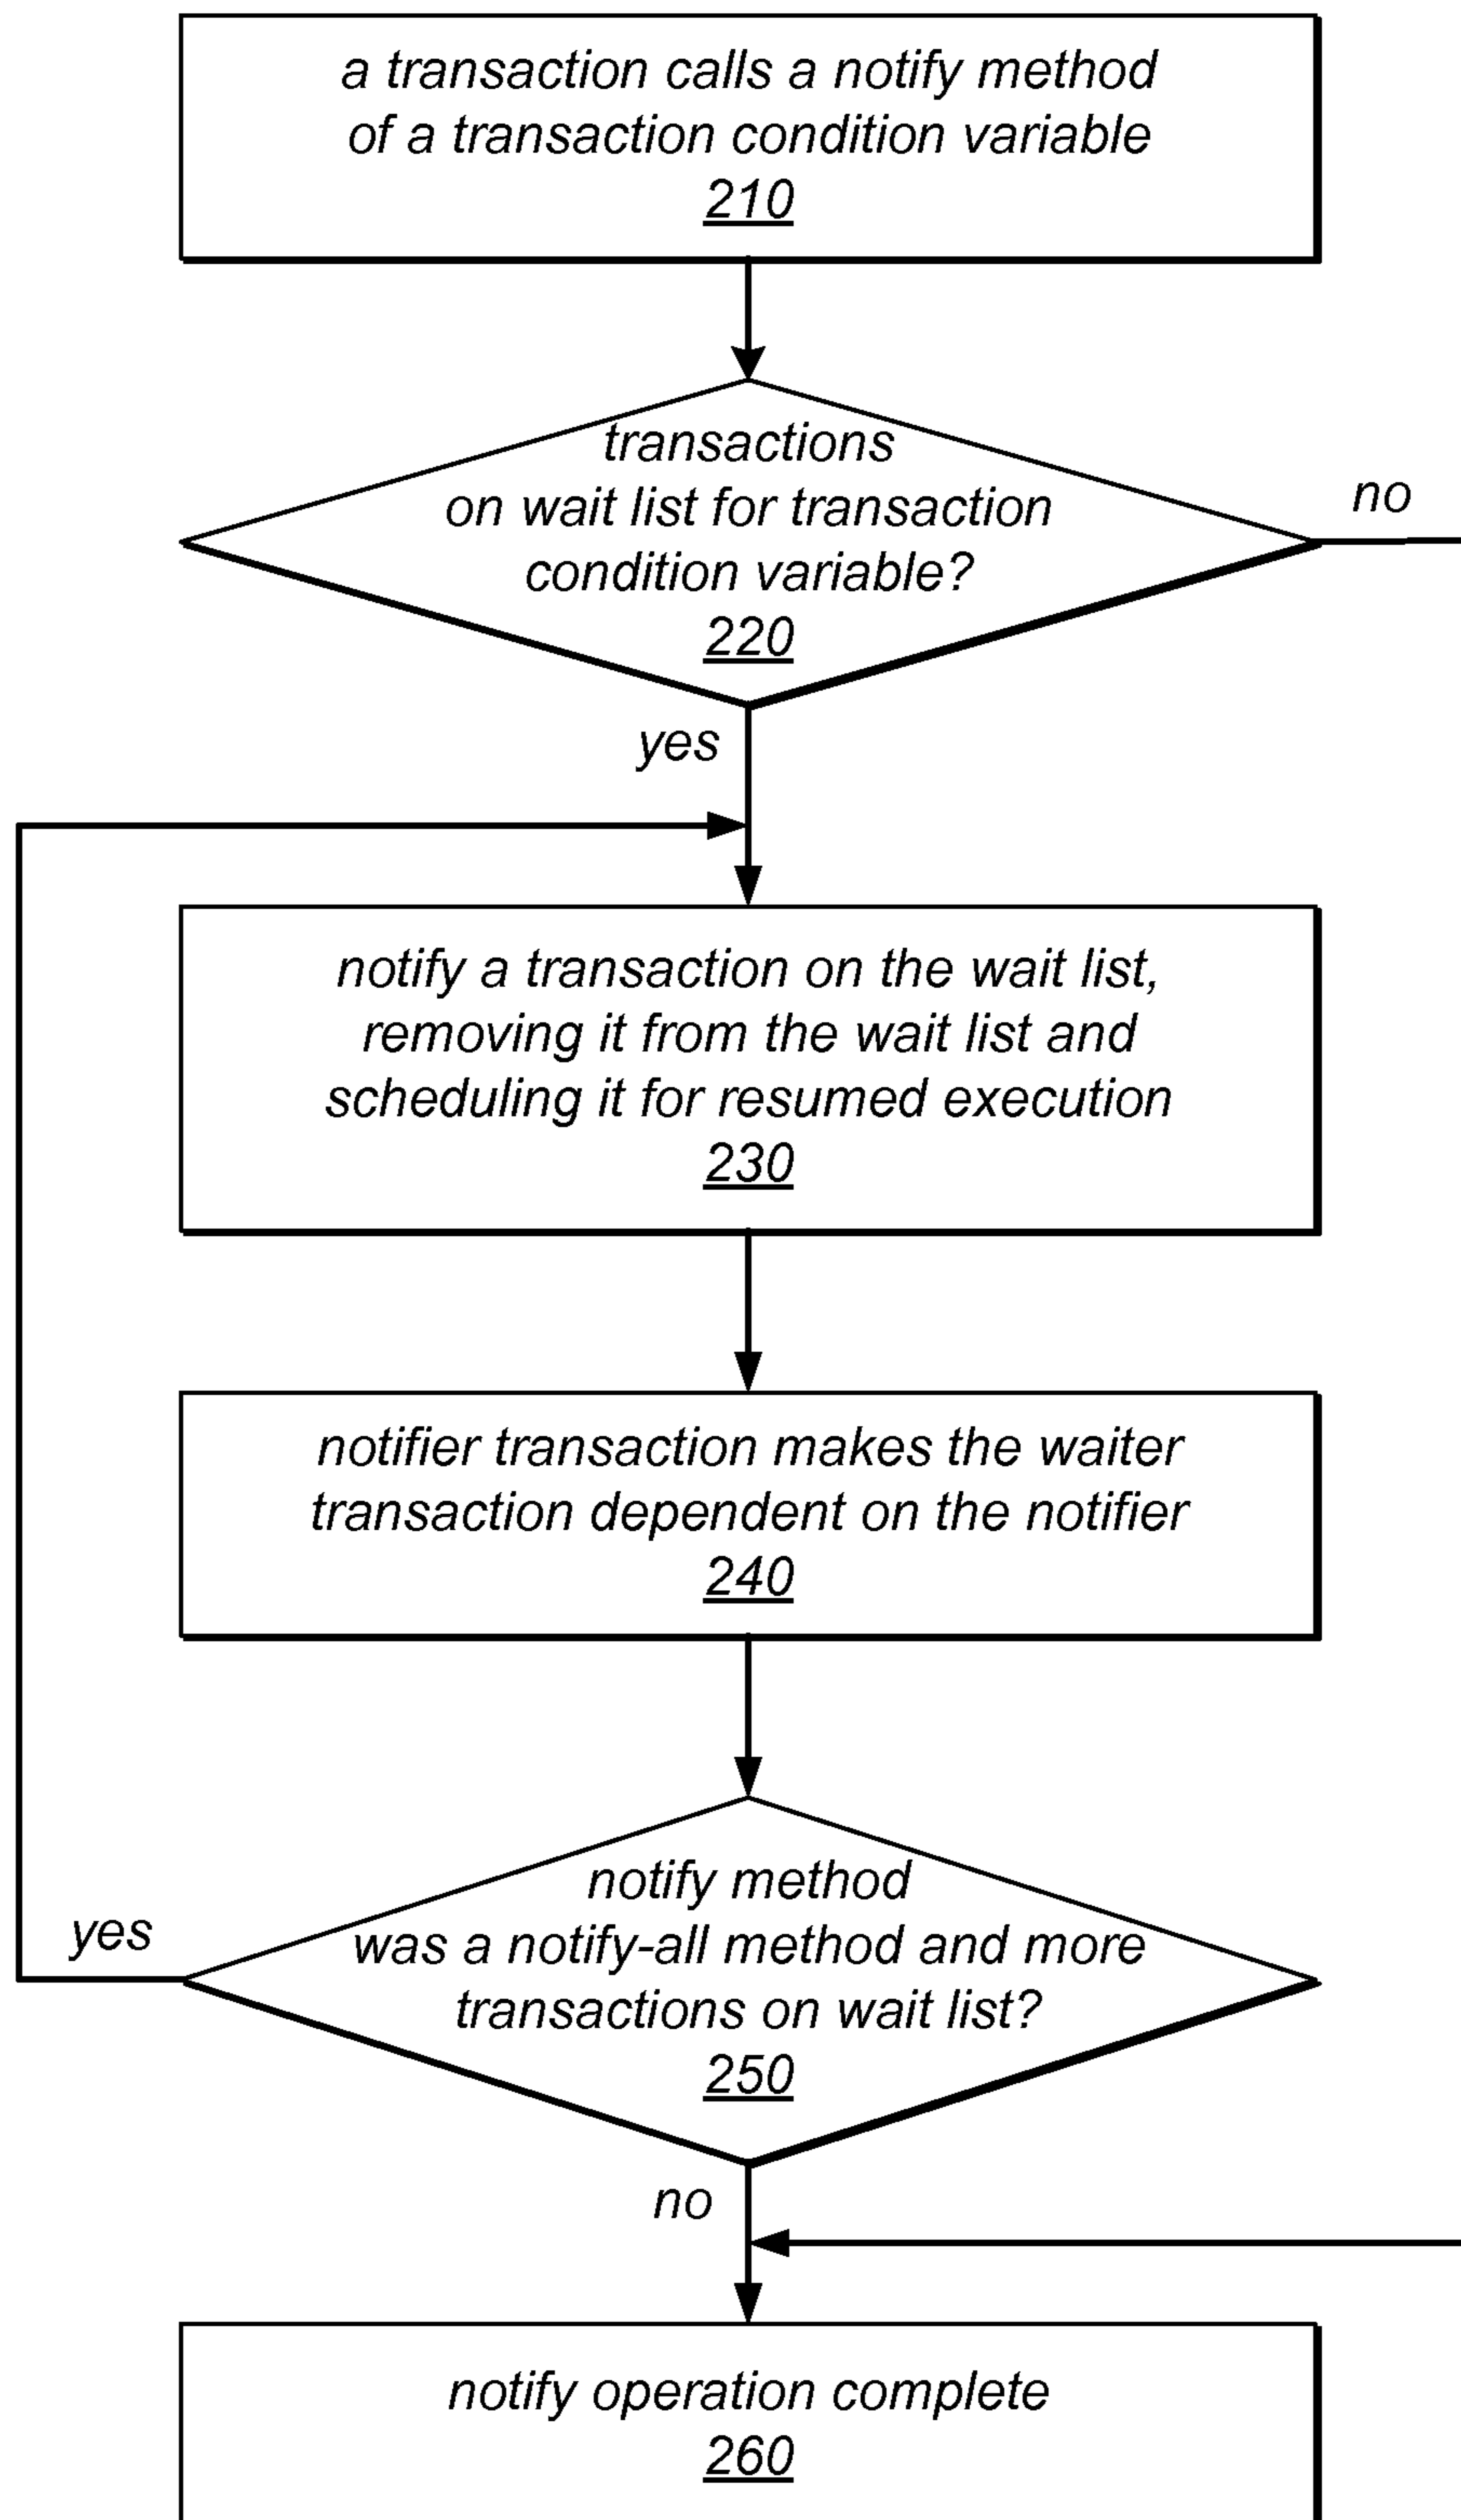 a transaction calls a notify method
of a transaction condition variable
210
transactions
on wait list for transaction
condition variable?
220
no
yes
notify a transaction on the wait list,
removing it from the wait list and
scheduling it for resumed execution
230
notifier transaction makes the waiter
transaction dependent on the notifier
240
notify method
was a notify-all method and more
transactions on wait list?
250
yes
no
notify operation complete
260